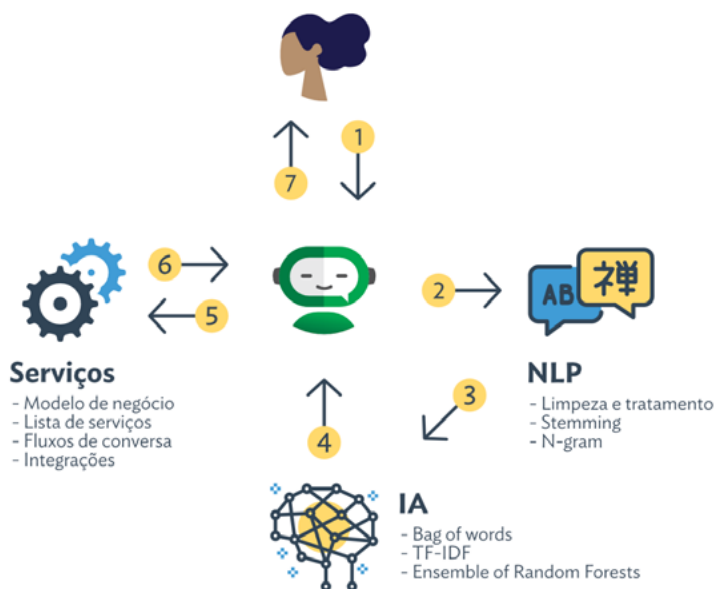 1
7
6
5
2
AB
禅
Serviços
- Modelo de negócio
- Lista de serviços
- Fluxos de conversa
- Integrações
NLP
- Limpeza e tratamento
- Stemming
- N-gram
3
4
IA
- Bag of words
- TF-IDF
- Ensemble of Random Forests